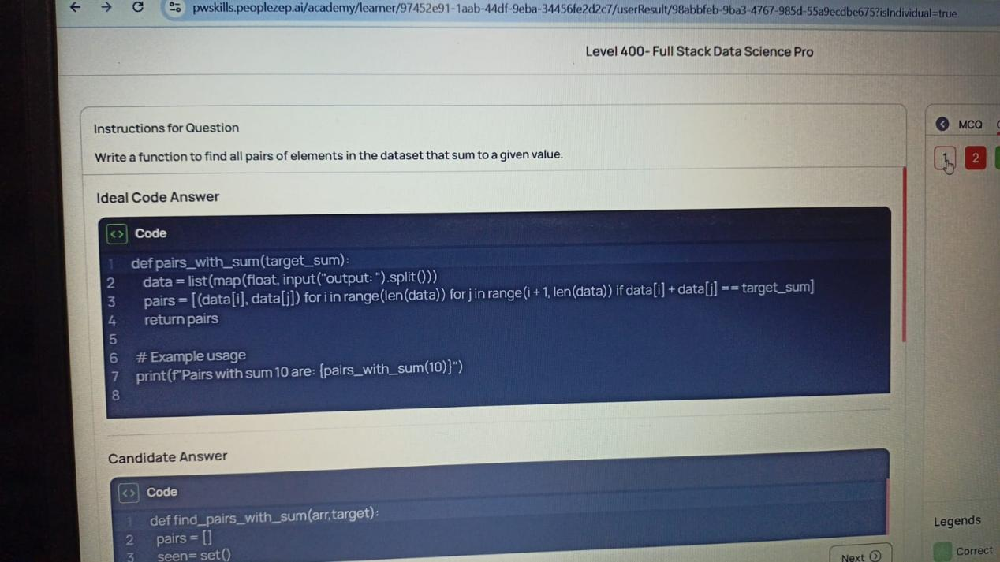 pwskills.peoplezep.ai/academy/learner/97452e91-1aab-44df-9eba-34456fe2d2c7/userResult/98abbfeb-9ba3-4767-985d-55a9ecdbe675?isIndividual=true
Level 400- Full Stack Data Science Pro
Instructions for Question
Write a function to find all pairs of elements in the dataset that sum to a given value.
MCQ
1 2
Ideal Code Answer
Code
1 def pairs_with_sum(target_sum):
2 data = list(map(float, input("output: ").split()))
3 pairs = [(data[i], data[j]) for i in range(len(data)) for j in range(i + 1, len(data)) if data[i] + data[j] == target_sum]
4 return pairs
5
6 # Example usage
7 print(f"Pairs with sum 10 are: {pairs_with_sum(10)}")
8
Candidate Answer
Code
1 def find_pairs_with_sum(arr,target):
2 pairs = []
3 seen= set()
Next
Legends
Correct